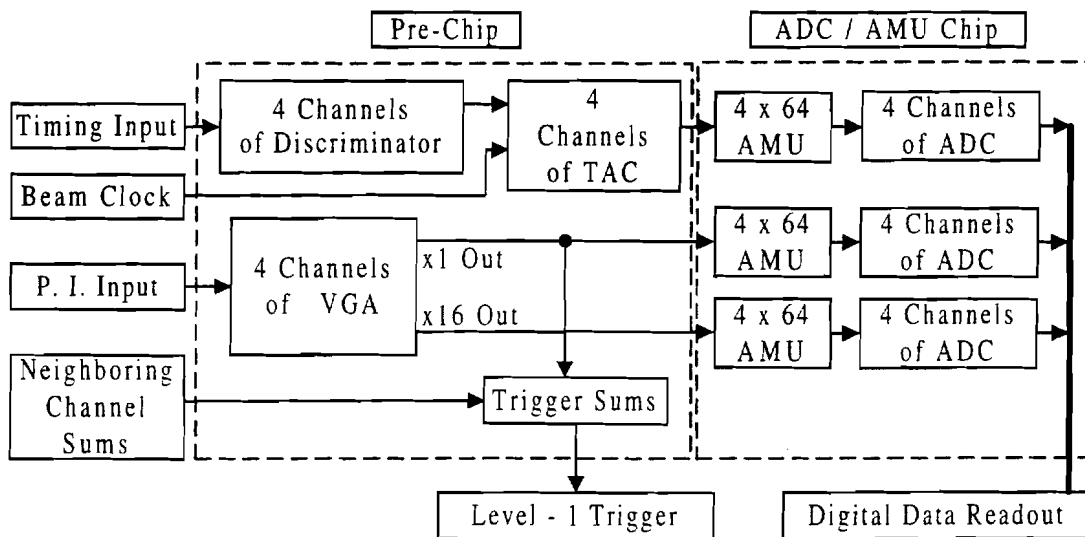 Pre-Chip
ADC / AMU Chip
Timing Input
4 Channels
of Discriminator
4
Channels
of TAC
4 x 64
AMU
4 Channels
of ADC
Beam Clock
P. I. Input
4 Channels
of VGA
x1 Out
x16 Out
4 x 64
AMU
4 Channels
of ADC
4 x 64
AMU
4 Channels
of ADC
Neighboring
Channel
Sums
Trigger Sums
Level - 1 Trigger
Digital Data Readout